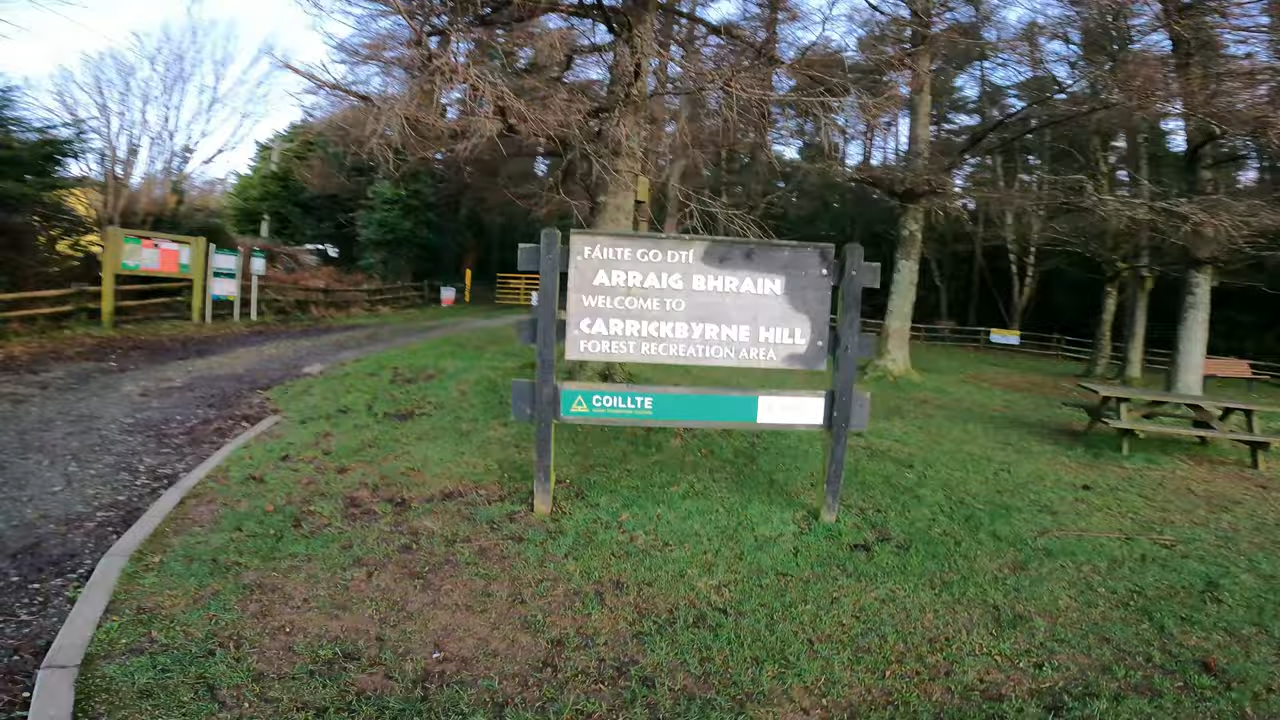 FÁILTE GO DTÍ
ARRAIG BHRAIN
WELCOME TO
CARRICKBYRNE HILL
FOREST RECREATION AREA
COILLTE